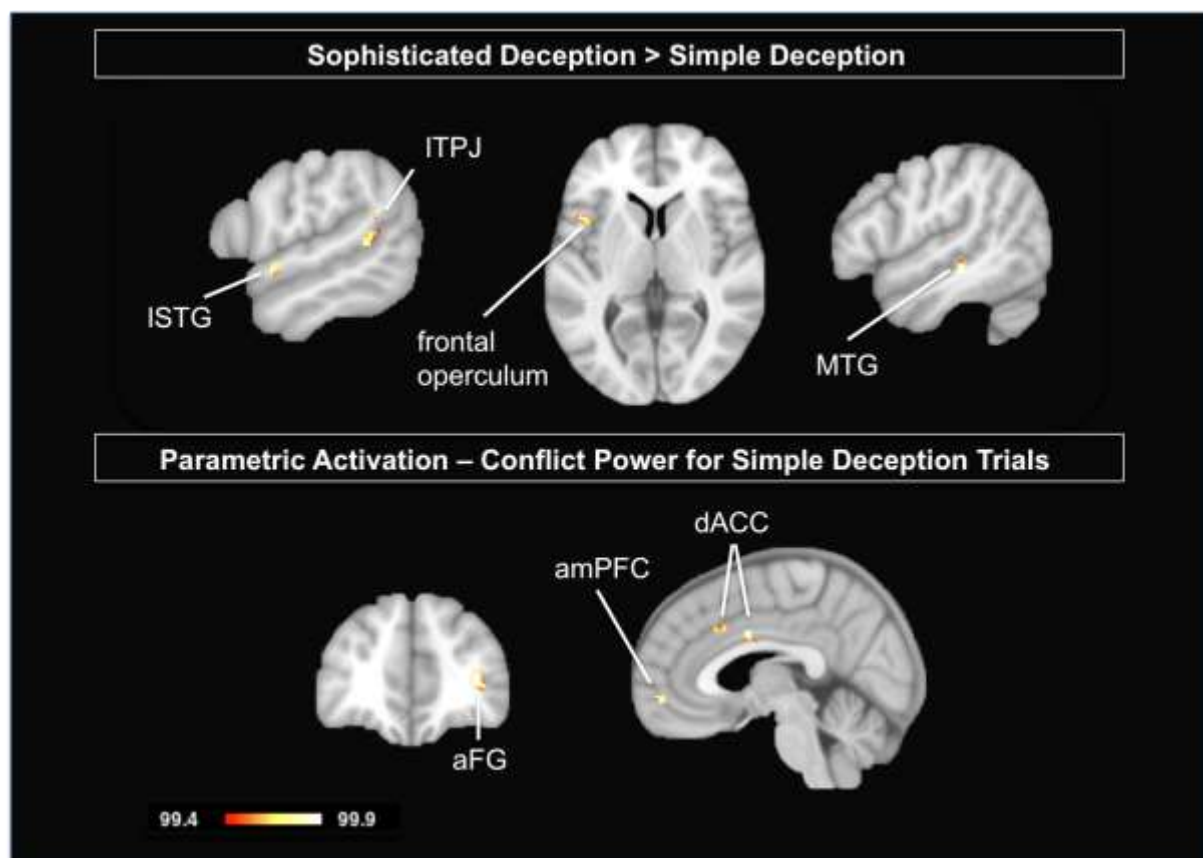 Sophisticated Deception > Simple Deception
lTPJ
lSTG
frontal
operculum
MTG
Parametric Activation – Conflict Power for Simple Deception Trials
dACC
amPFC
aFG
99.4
99.9